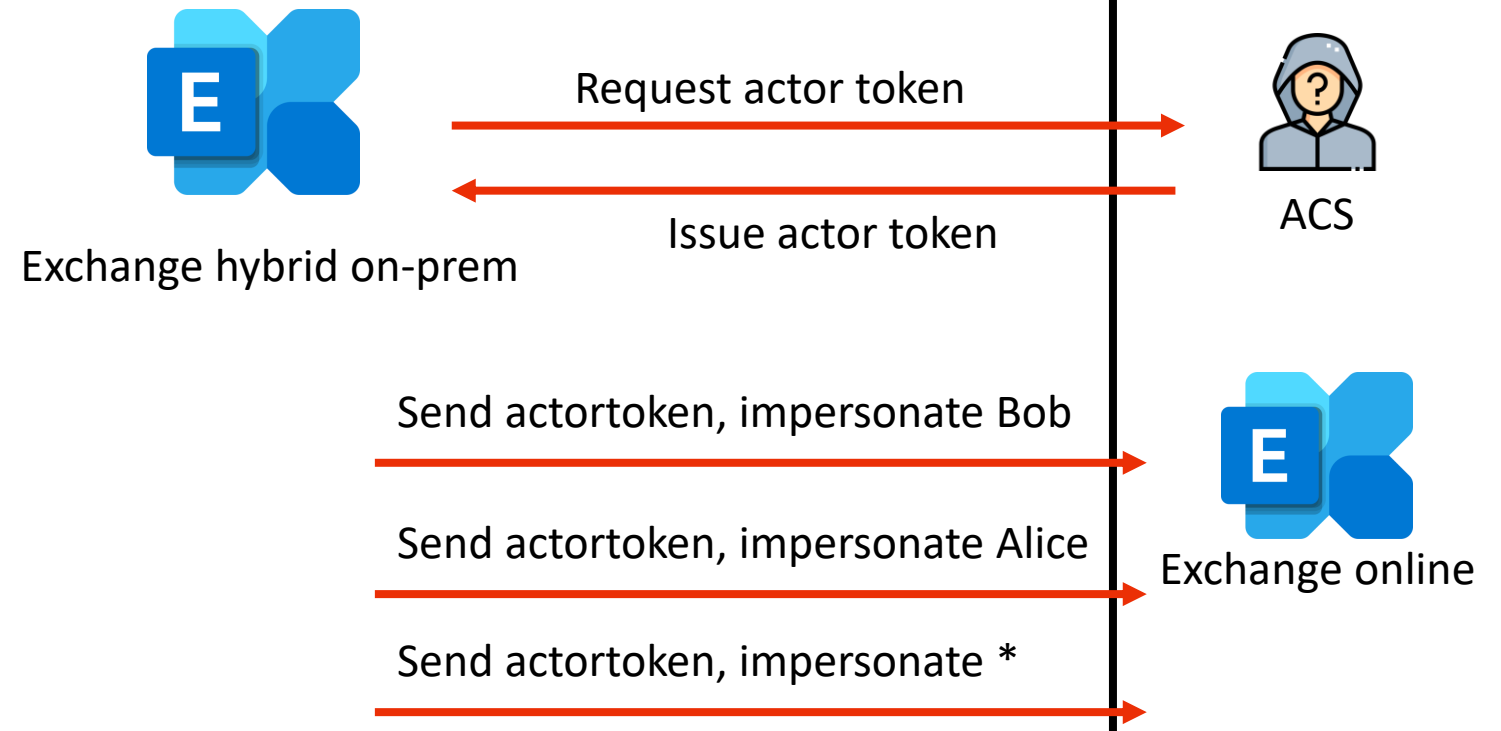 E
Request actor token
?
ACS
Issue actor token
Exchange hybrid on-prem
Send actortoken, impersonate Bob
E
Send actortoken, impersonate Alice
Exchange online
Send actortoken, impersonate *